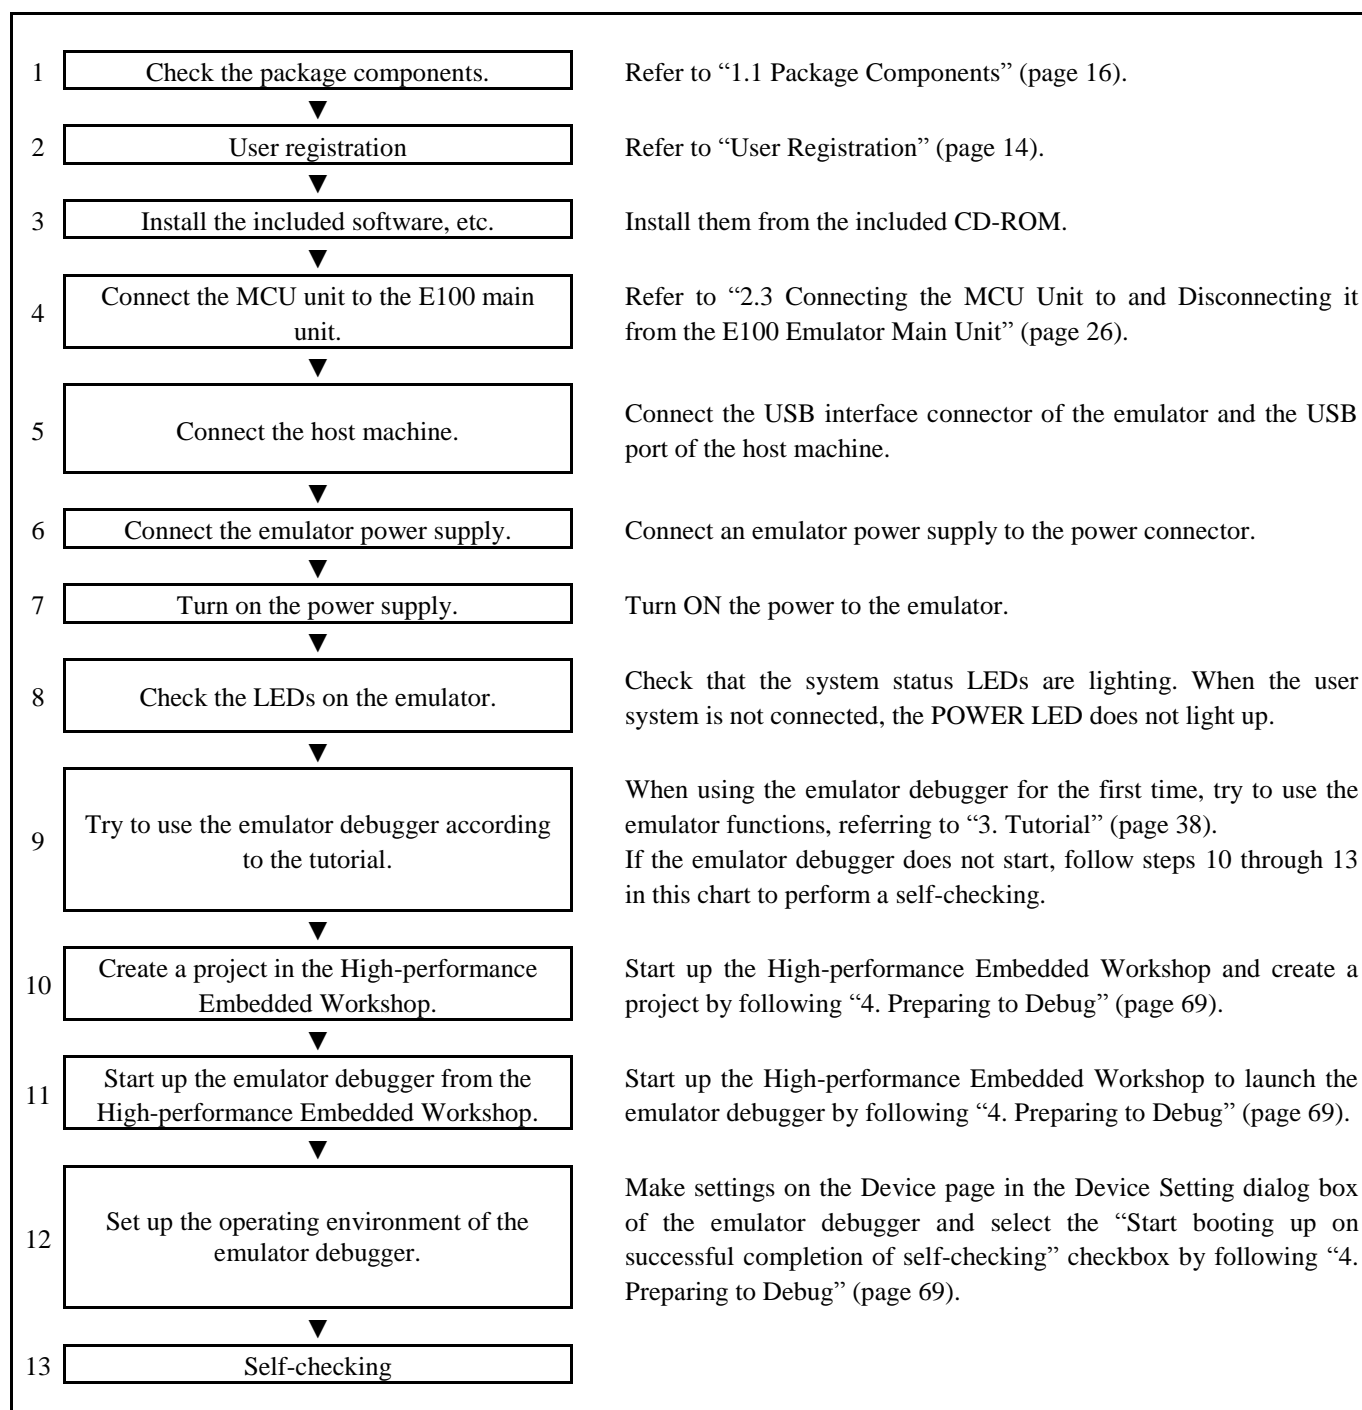 1
Check the package components.
Refer to “1.1 Package Components” (page 16).
▼
2
User registration
Refer to “User Registration” (page 14).
▼
3
Install the included software, etc.
Install them from the included CD-ROM.
▼
4
Connect the MCU unit to the E100 main
unit.
Refer to “2.3 Connecting the MCU Unit to and Disconnecting it
from the E100 Emulator Main Unit” (page 26).
▼
5
Connect the host machine.
Connect the USB interface connector of the emulator and the USB
port of the host machine.
▼
6
Connect the emulator power supply.
Connect an emulator power supply to the power connector.
▼
7
Turn on the power supply.
Turn ON the power to the emulator.
▼
8
Check the LEDs on the emulator.
Check that the system status LEDs are lighting. When the user
system is not connected, the POWER LED does not light up.
▼
9
Try to use the emulator debugger according
to the tutorial.
When using the emulator debugger for the first time, try to use the
emulator functions, referring to “3. Tutorial” (page 38).
If the emulator debugger does not start, follow steps 10 through 13
in this chart to perform a self-checking.
▼
10
Create a project in the High-performance
Embedded Workshop.
Start up the High-performance Embedded Workshop and create a
project by following “4. Preparing to Debug” (page 69).
▼
11
Start up the emulator debugger from the
High-performance Embedded Workshop.
Start up the High-performance Embedded Workshop to launch the
emulator debugger by following “4. Preparing to Debug” (page 69).
▼
12
Set up the operating environment of the
emulator debugger.
Make settings on the Device page in the Device Setting dialog box
of the emulator debugger and select the “Start booting up on
successful completion of self-checking” checkbox by following “4.
Preparing to Debug” (page 69).
▼
13
Self-checking